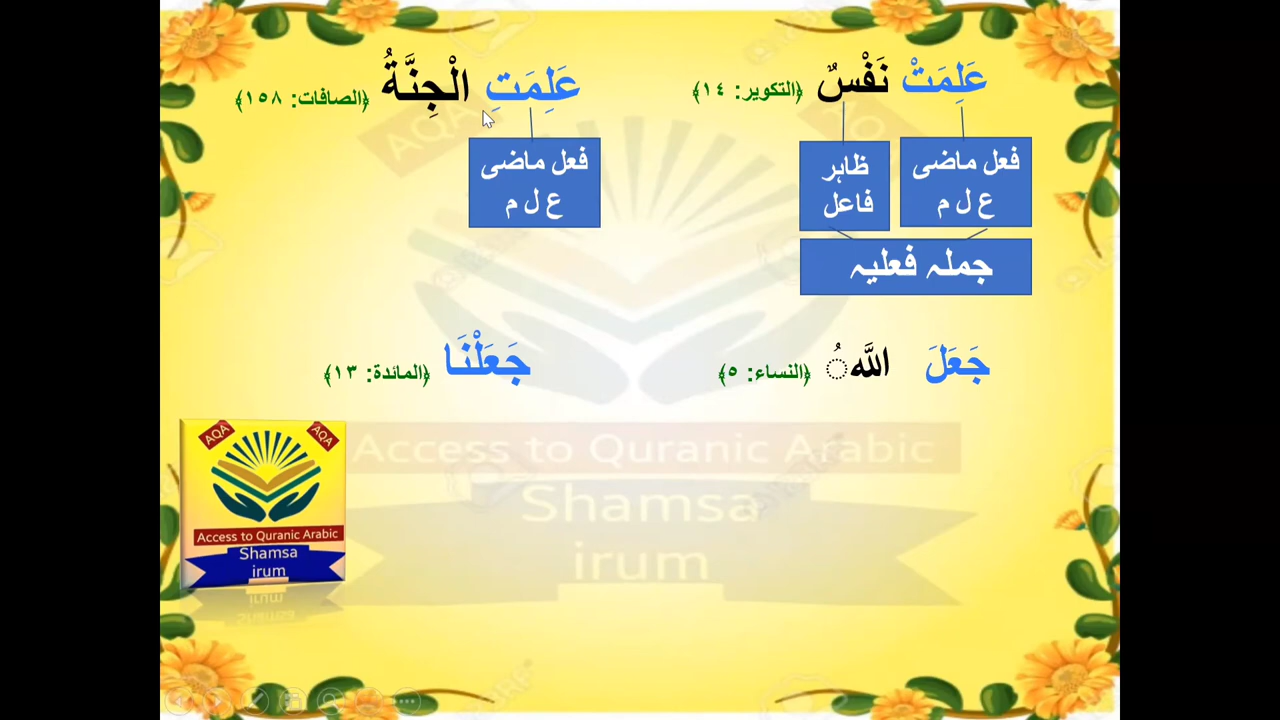 عَلِمَتْ نَفْسٌ ﴿التكوير: ١٤﴾
فعل ماضی
ع ل م
ظاہر
فاعل
جملہ فعلیہ
عَلِمَتِ الْجِنَّةُ ﴿الصافات: ١٥٨﴾
فعل ماضی
ع ل م
جَعَلَ اللَّهُ ﴿النساء: ٥﴾
جَعَلْنَا ﴿المائدة: ١٣﴾
AQA
AQA
Access to Quranic Arabic
Shamsa
irum
Access to Quranic Arabic
Shamsa
irum